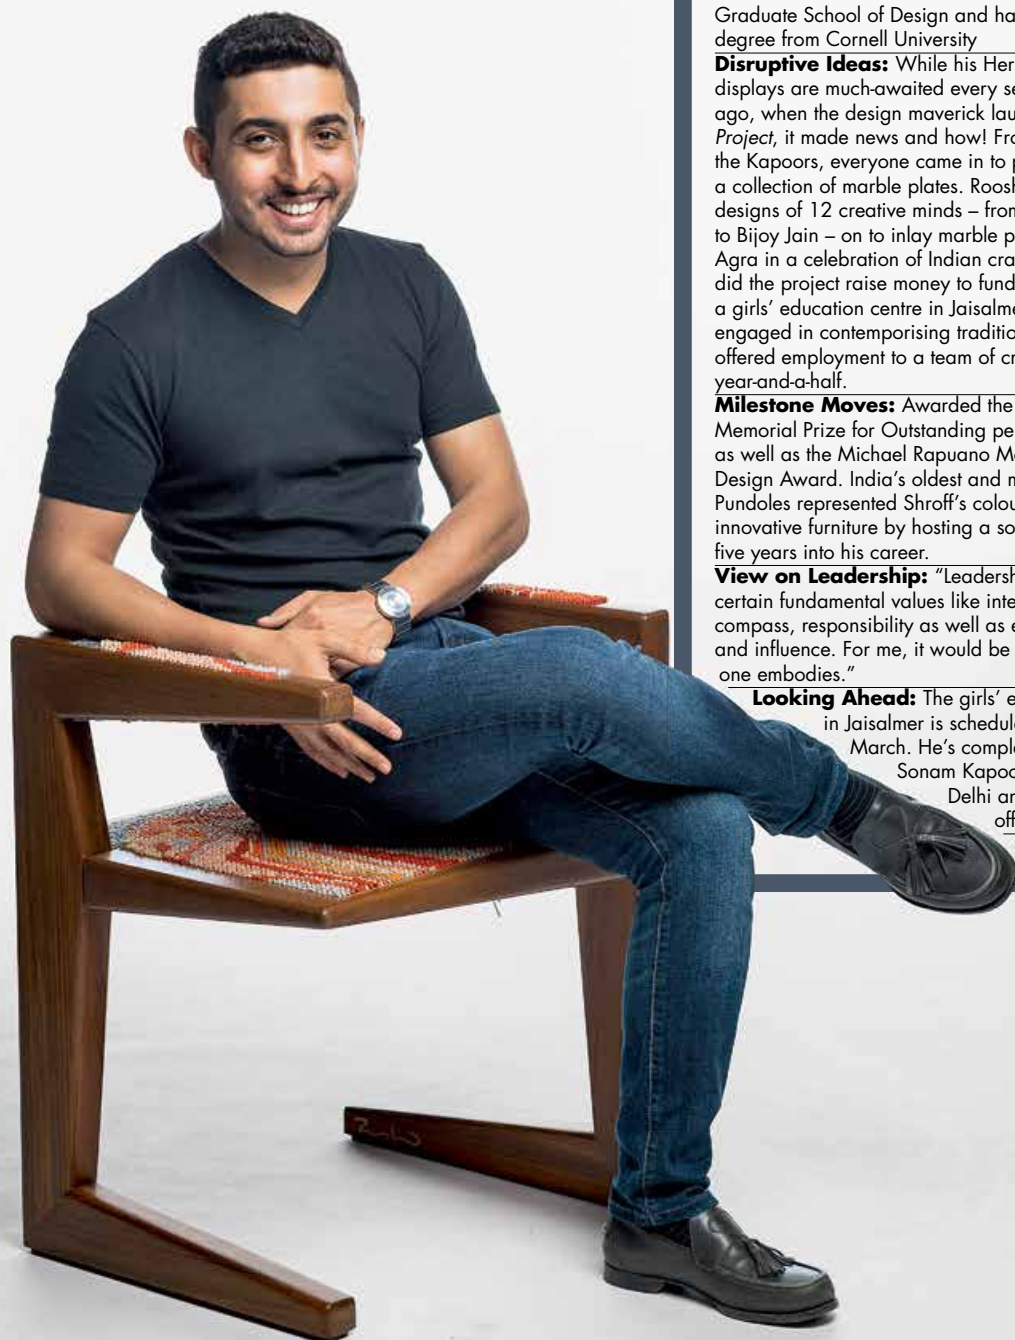 Graduate School of Design and ha
degree from Cornell University
Disruptive Ideas: While his Her
displays are much-awaited every se
ago, when the design maverick lau
Project, it made news and how! Fro
the Kapoors, everyone came in to p
a collection of marble plates. Roosh
designs of 12 creative minds – from
to Bijoy Jain – on to inlay marble p
Agra in a celebration of Indian cra
did the project raise money to fund
a girls’ education centre in Jaisalme
engaged in contemporising traditio
offered employment to a team of cr
year-and-a-half.
Milestone Moves: Awarded the
Memorial Prize for Outstanding pe
as well as the Michael Rapuano Me
Design Award. India’s oldest and m
Pundoles represented Shroff’s colou
innovative furniture by hosting a so
five years into his career.
View on Leadership: “Leadersh
certain fundamental values like inte
compass, responsibility as well as e
and influence. For me, it would be
one embodies.”
Looking Ahead: The girls’ e
in Jaisalmer is schedule
March. He’s comple
Sonam Kapoo
Delhi an
off